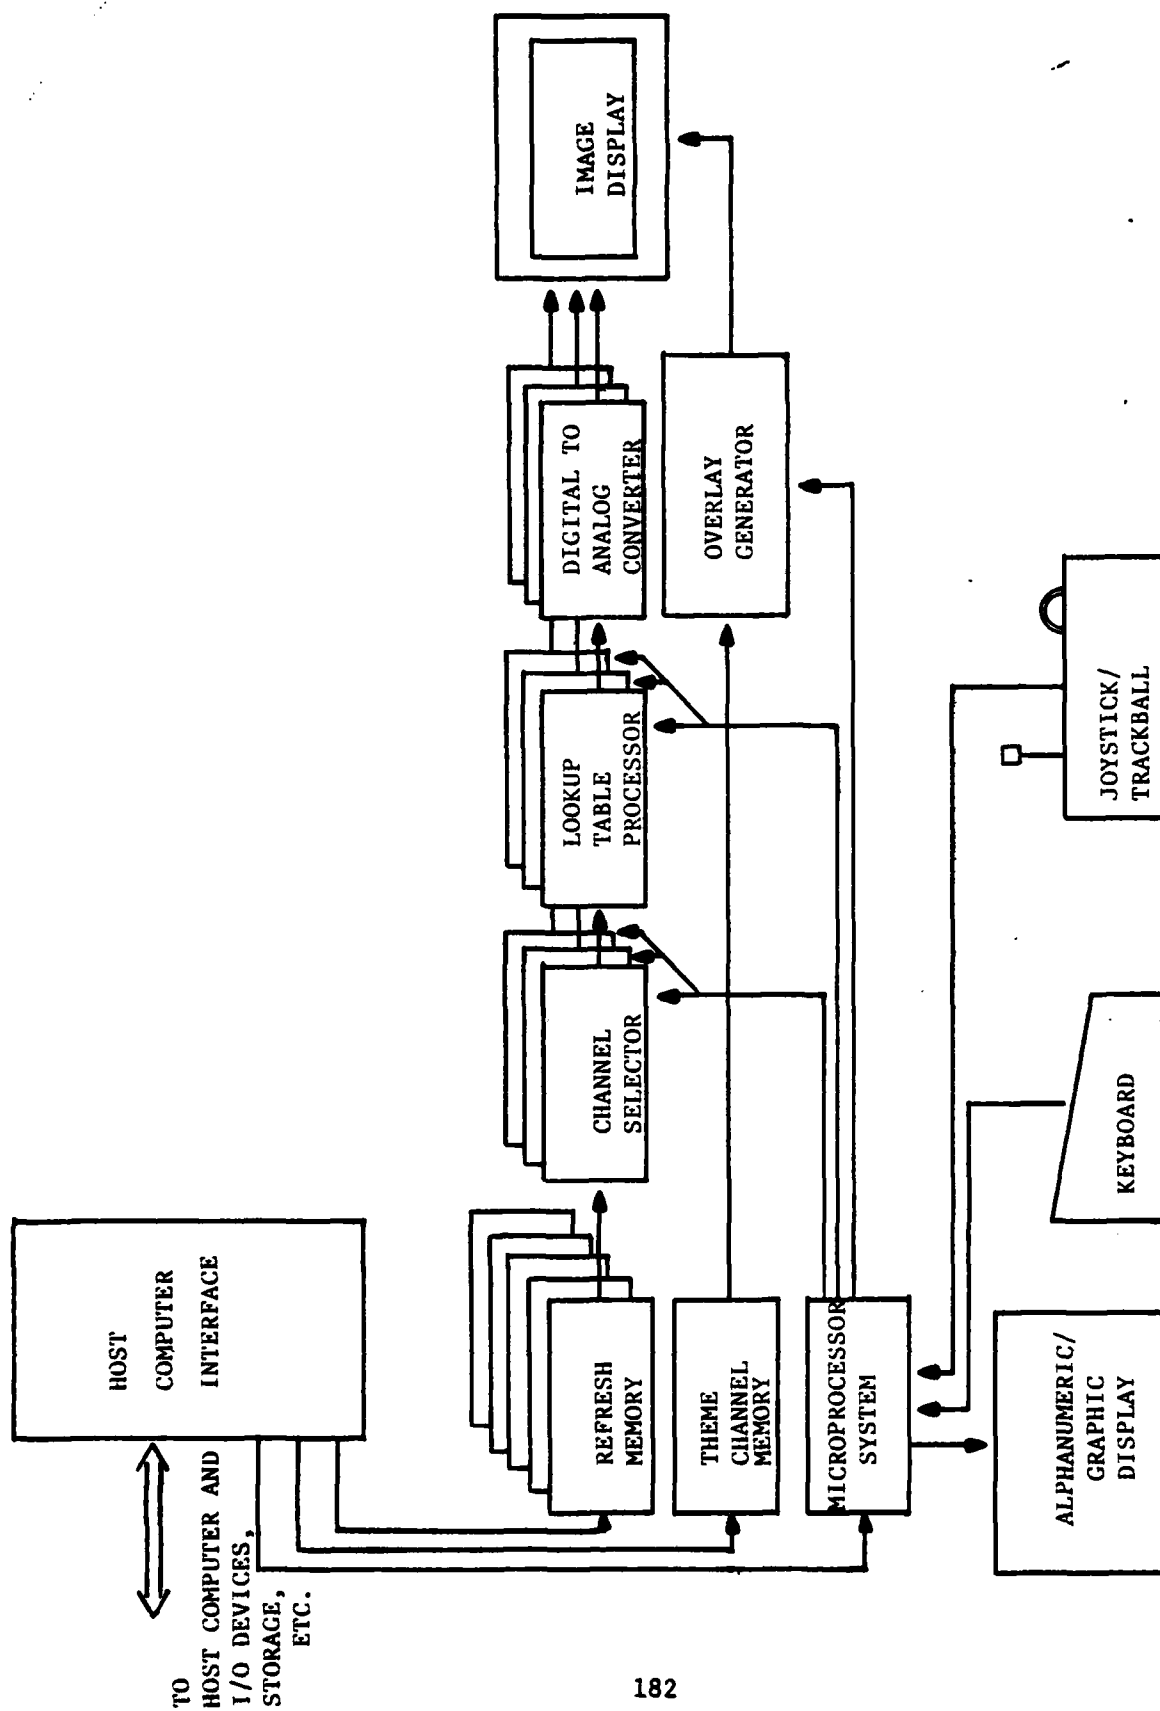 TO
HOST COMPUTER AND
I/O DEVICES,
STORAGE,
ETC.
HOST
COMPUTER
INTERFACE
REFRESH
MEMORY
CHANNEL
SELECTOR
LOOKUP
TABLE
PROCESSOR
DIGITAL TO
ANALOG
CONVERTER
IMAGE
DISPLAY
THEME
CHANNEL
MEMORY
OVERLAY
GENERATOR
MICROPROCESSOR
SYSTEM
ALPHANUMERIC/
GRAPHIC
DISPLAY
KEYBOARD
JOYSTICK/
TRACKBALL
182